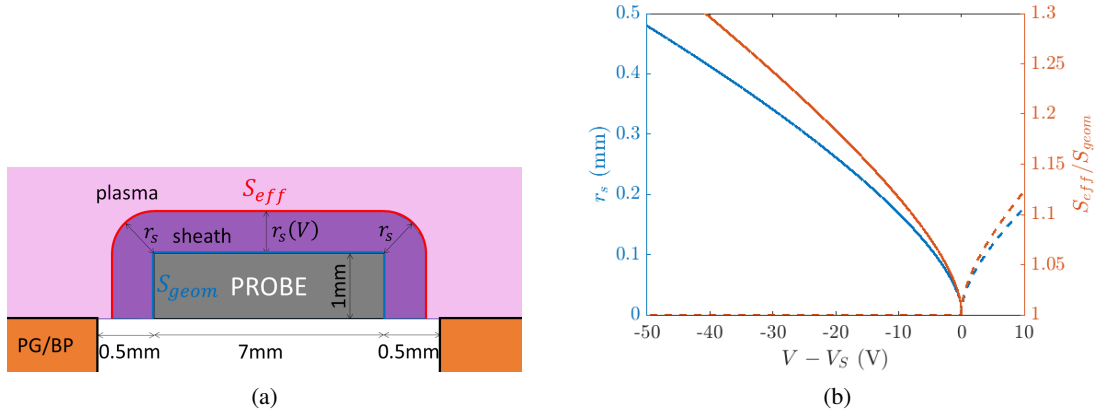 plasma
S_eff
r_s
sheath
r_s(V)
r_s
S_geom PROBE
1mm
PG/BP
0.5mm
7mm
0.5mm
(a)
0.5
0.4
0.3
0.2
0.1
0
r_s (mm)
1.3
1.25
1.2
1.15
1.1
1.05
1
S_eff/S_geom
-50 -40 -30 -20 -10 0 10
V − V_S (V)
(b)